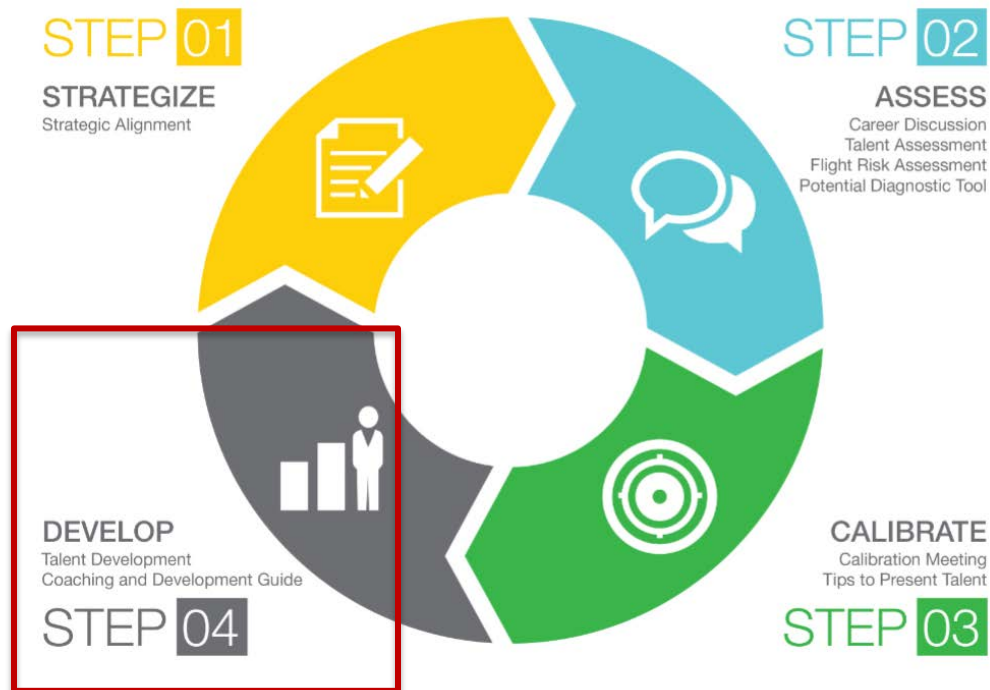 STEP 01
STRATEGIZE
Strategic Alignment
STEP 02
ASSESS
Career Discussion
Talent Assessment
Flight Risk Assessment
Potential Diagnostic Tool
CALIBRATE
Calibration Meeting
Tips to Present Talent
STEP 03
DEVELOP
Talent Development
Coaching and Development Guide
STEP 04